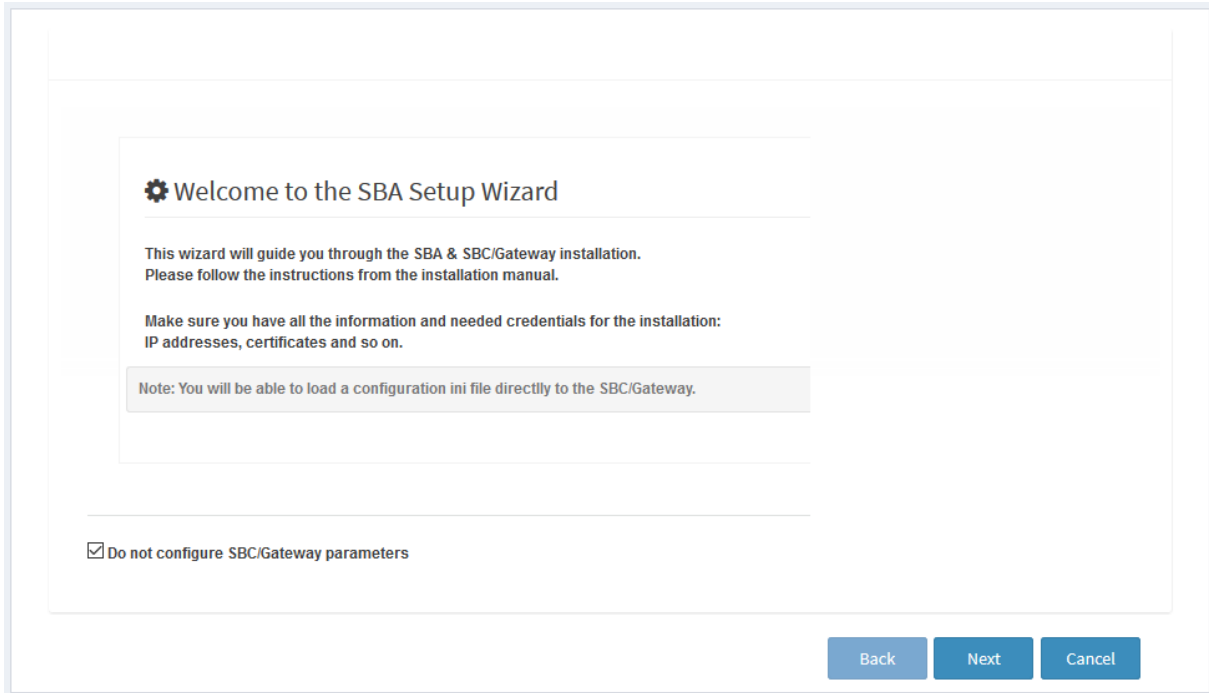 Welcome to the SBA Setup Wizard
This wizard will guide you through the SBA & SBC/Gateway installation.
Please follow the instructions from the installation manual.
Make sure you have all the information and needed credentials for the installation:
IP addresses, certificates and so on.
Note: You will be able to load a configuration ini file directlly to the SBC/Gateway.
Do not configure SBC/Gateway parameters
Back Next Cancel